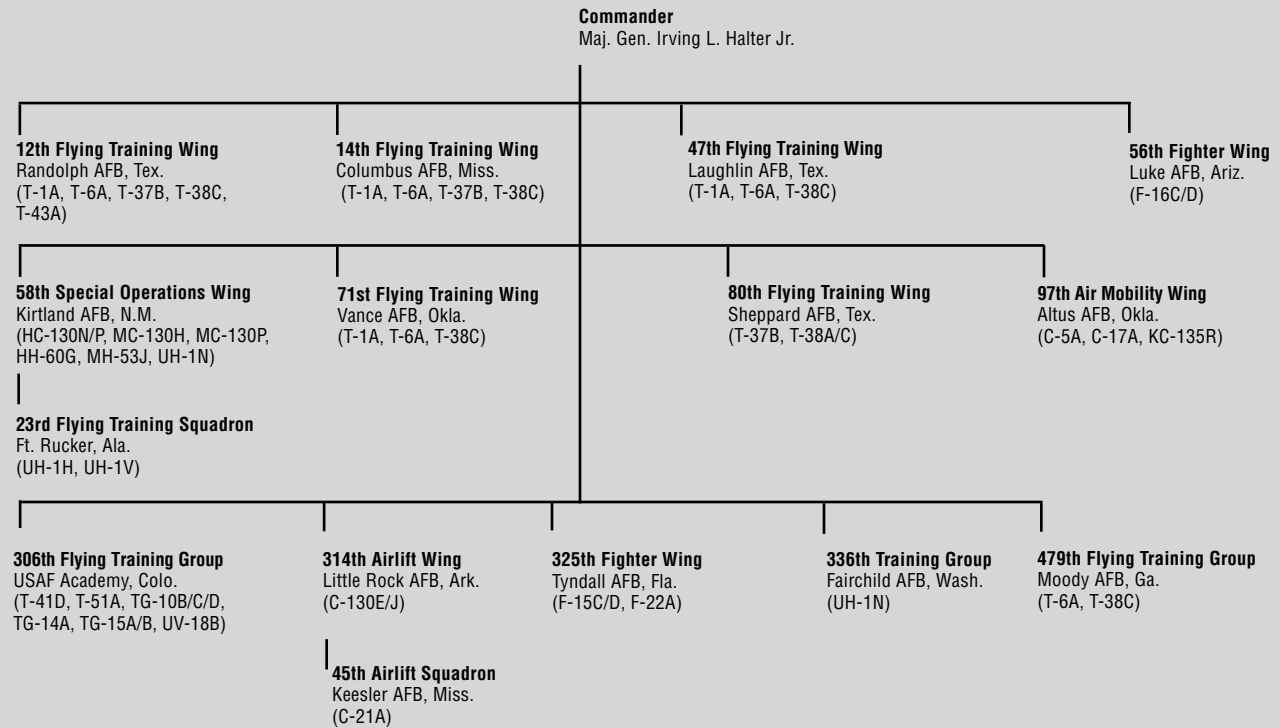 Commander
Maj. Gen. Irving L. Halter Jr.
12th Flying Training Wing
Randolph AFB, Tex.
(T-1A, T-6A, T-37B, T-38C,
T-43A)
14th Flying Training Wing
Columbus AFB, Miss.
(T-1A, T-6A, T-37B, T-38C)
47th Flying Training Wing
Laughlin AFB, Tex.
(T-1A, T-6A, T-38C)
56th Fighter Wing
Luke AFB, Ariz.
(F-16C/D)
58th Special Operations Wing
Kirtland AFB, N.M.
(HC-130N/P, MC-130H, MC-130P,
HH-60G, MH-53J, UH-1N)
23rd Flying Training Squadron
Ft. Rucker, Ala.
(UH-1H, UH-1V)
71st Flying Training Wing
Vance AFB, Okla.
(T-1A, T-6A, T-38C)
80th Flying Training Wing
Sheppard AFB, Tex.
(T-37B, T-38A/C)
97th Air Mobility Wing
Altus AFB, Okla.
(C-5A, C-17A, KC-135R)
306th Flying Training Group
USAF Academy, Colo.
(T-41D, T-51A, TG-10B/C/D,
TG-14A, TG-15A/B, UV-18B)
314th Airlift Wing
Little Rock AFB, Ark.
(C-130E/J)
45th Airlift Squadron
Keesler AFB, Miss.
(C-21A)
325th Fighter Wing
Tyndall AFB, Fla.
(F-15C/D, F-22A)
336th Training Group
Fairchild AFB, Wash.
(UH-1N)
479th Flying Training Group
Moody AFB, Ga.
(T-6A, T-38C)